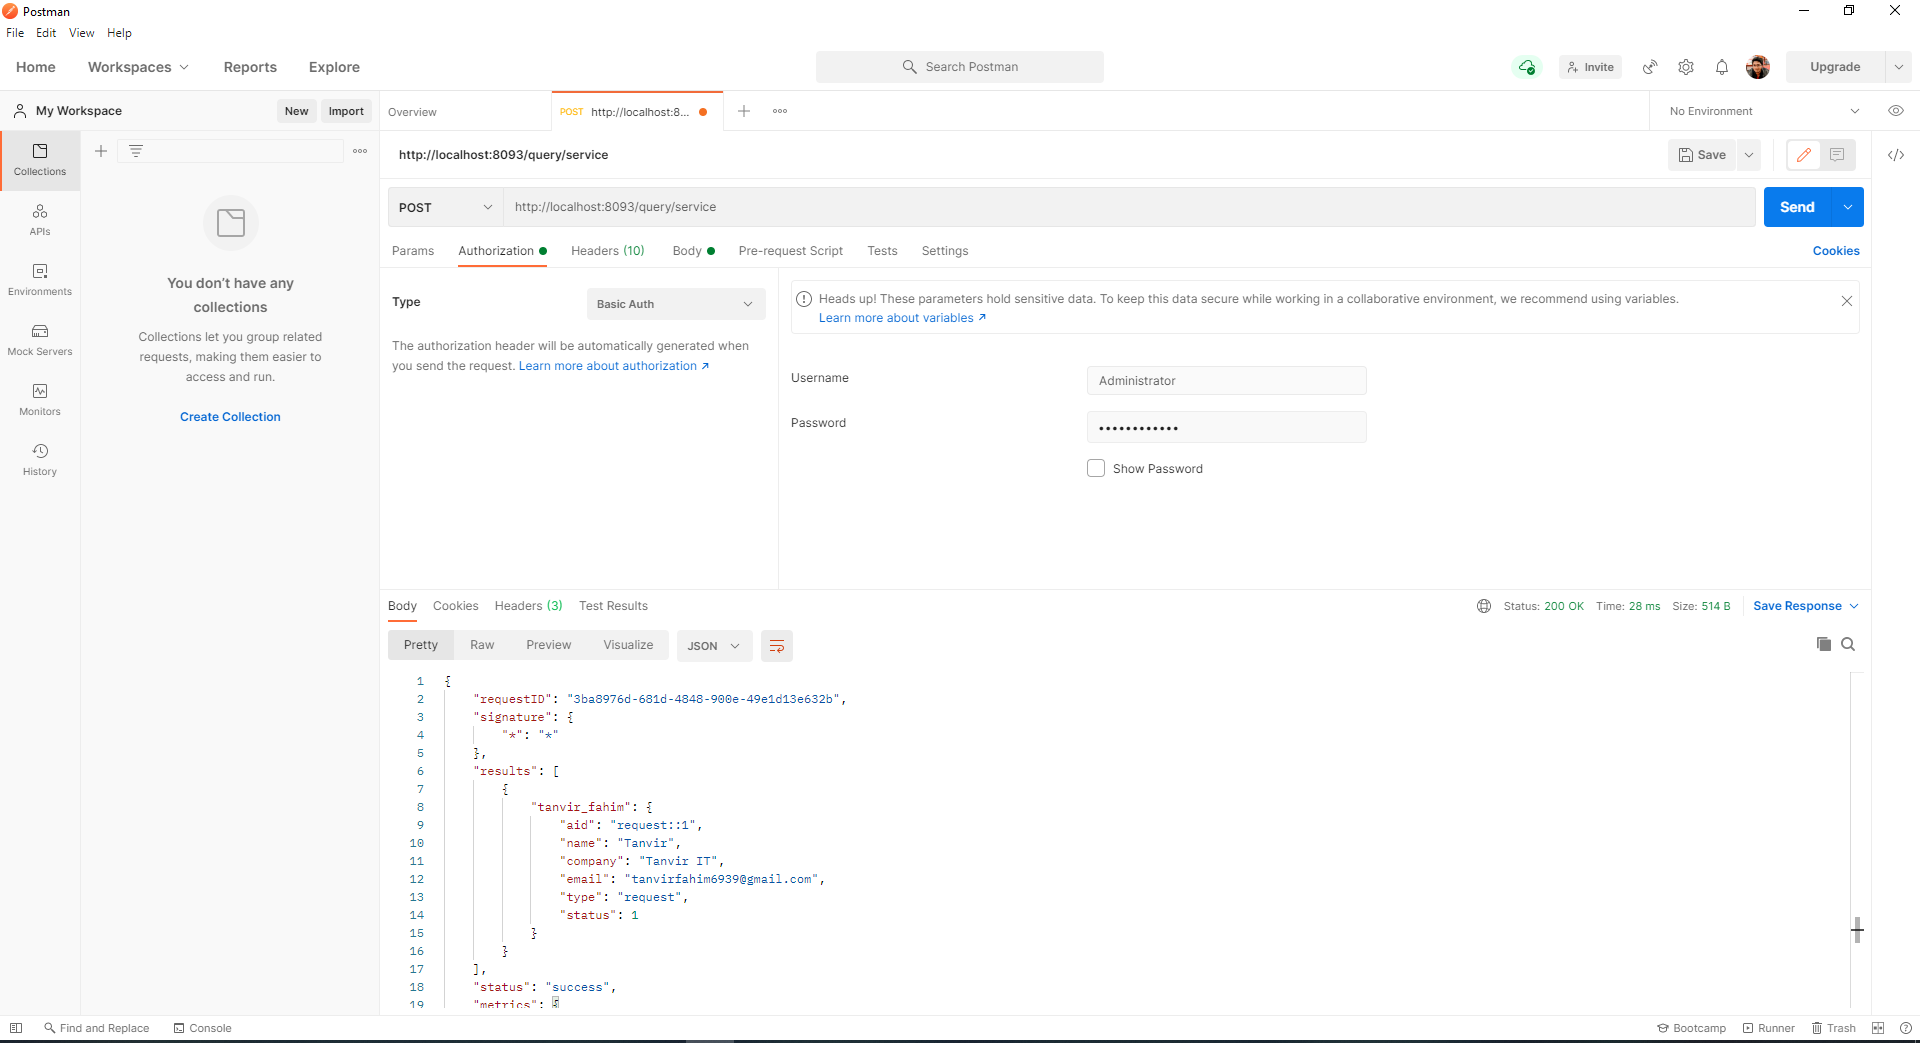 Postman
File Edit View Help
Home Workspaces Reports Explore
Search Postman
Invite
Upgrade
My Workspace
New Import
Overview
POST http://localhost:8...
No Environment
Collections
APIs
Environments
Mock Servers
Monitors
History
You don't have any
collections
Collections let you group related
requests, making them easier to
access and run.
Create Collection
http://localhost:8093/query/service
Save
POST http://localhost:8093/query/service
Send
Params Authorization Headers (10) Body Pre-request Script Tests Settings
Cookies
Type
Basic Auth
The authorization header will be automatically generated when
you send the request. Learn more about authorization ↗
Heads up! These parameters hold sensitive data. To keep this data secure while working in a collaborative environment, we recommend using variables.
Learn more about variables ↗
Username
Administrator
Password
••••••••••••
Show Password
Body Cookies Headers (3) Test Results
Status: 200 OK Time: 28 ms Size: 514 B
Save Response
Pretty Raw Preview Visualize JSON
1 {
2 "requestID": "3ba8976d-681d-4848-900e-49e1d13e632b",
3 "signature": {
4 "*": "*"
5 },
6 "results": [
7 {
8 "tanvir_fahim": {
9 "aid": "request::1",
10 "name": "Tanvir",
11 "company": "Tanvir IT",
12 "email": "tanvirfahim6939@gmail.com",
13 "type": "request",
14 "status": 1
15 }
16 }
17 ],
18 "status": "success",
19 "metrics": {
Find and Replace Console
Bootcamp Runner Trash